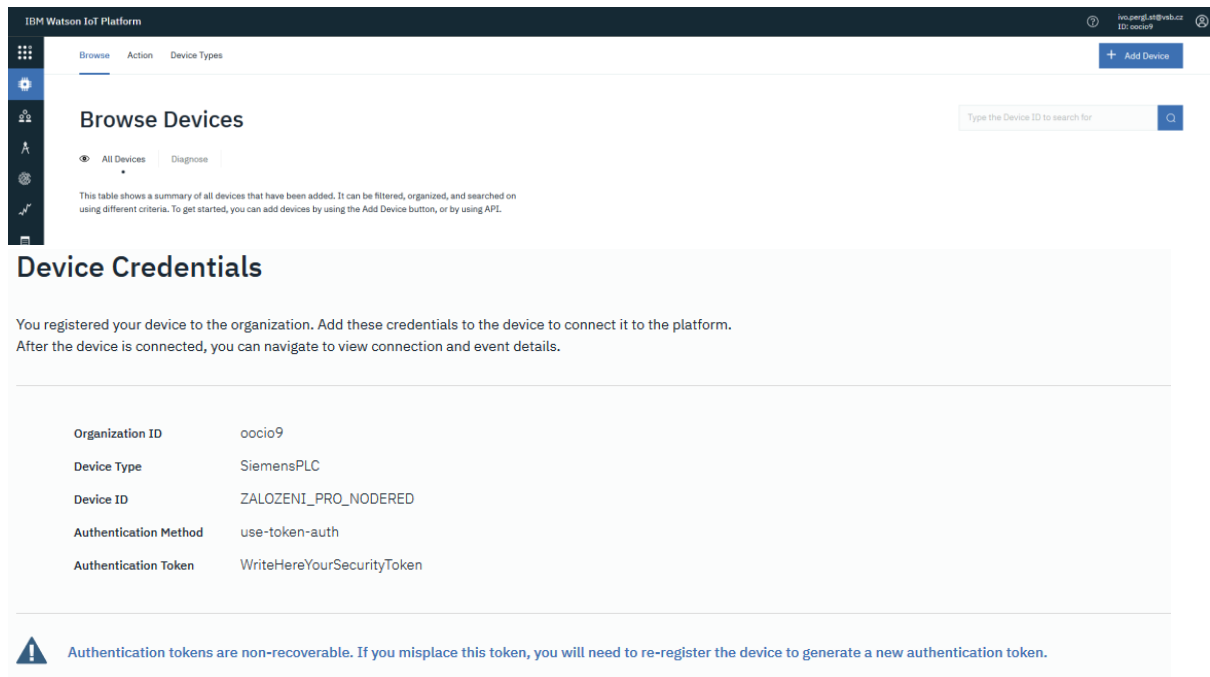 IBM Watson IoT Platform
ivo.pergl.st@vsb.cz
ID: oocio9
Browse Action Device Types
+ Add Device
Browse Devices
Type the Device ID to search for
All Devices Diagnose
This table shows a summary of all devices that have been added. It can be filtered, organized, and searched on
using different criteria. To get started, you can add devices by using the Add Device button, or by using API.
Device Credentials
You registered your device to the organization. Add these credentials to the device to connect it to the platform.
After the device is connected, you can navigate to view connection and event details.
Organization ID oocio9
Device Type SiemensPLC
Device ID ZALOZENI_PRO_NODERED
Authentication Method use-token-auth
Authentication Token WriteHereYourSecurityToken
Authentication tokens are non-recoverable. If you misplace this token, you will need to re-register the device to generate a new authentication token.